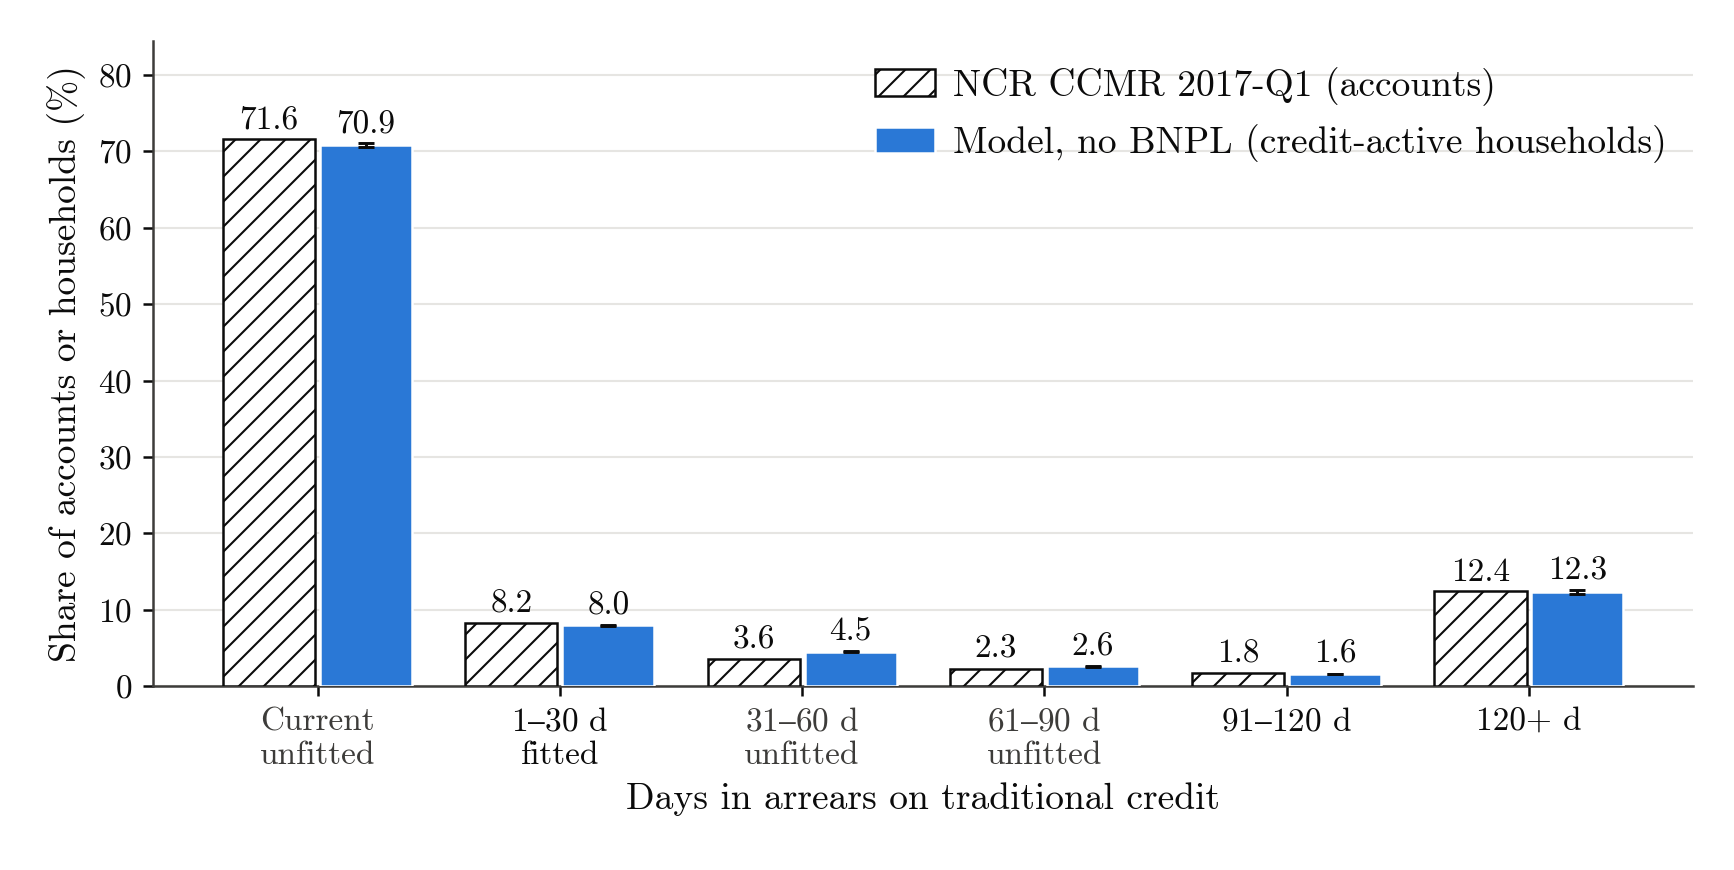 Share of accounts or households (%)
80
70
60
50
40
30
20
10
0
NCR CCMR 2017-Q1 (accounts)
Model, no BNPL (credit-active households)
71.6
70.9
8.2
8.0
3.6
4.5
2.3
2.6
1.8
1.6
12.4
12.3
Current
unfitted
1–30 d
fitted
31–60 d
unfitted
61–90 d
unfitted
91–120 d
120+ d
Days in arrears on traditional credit